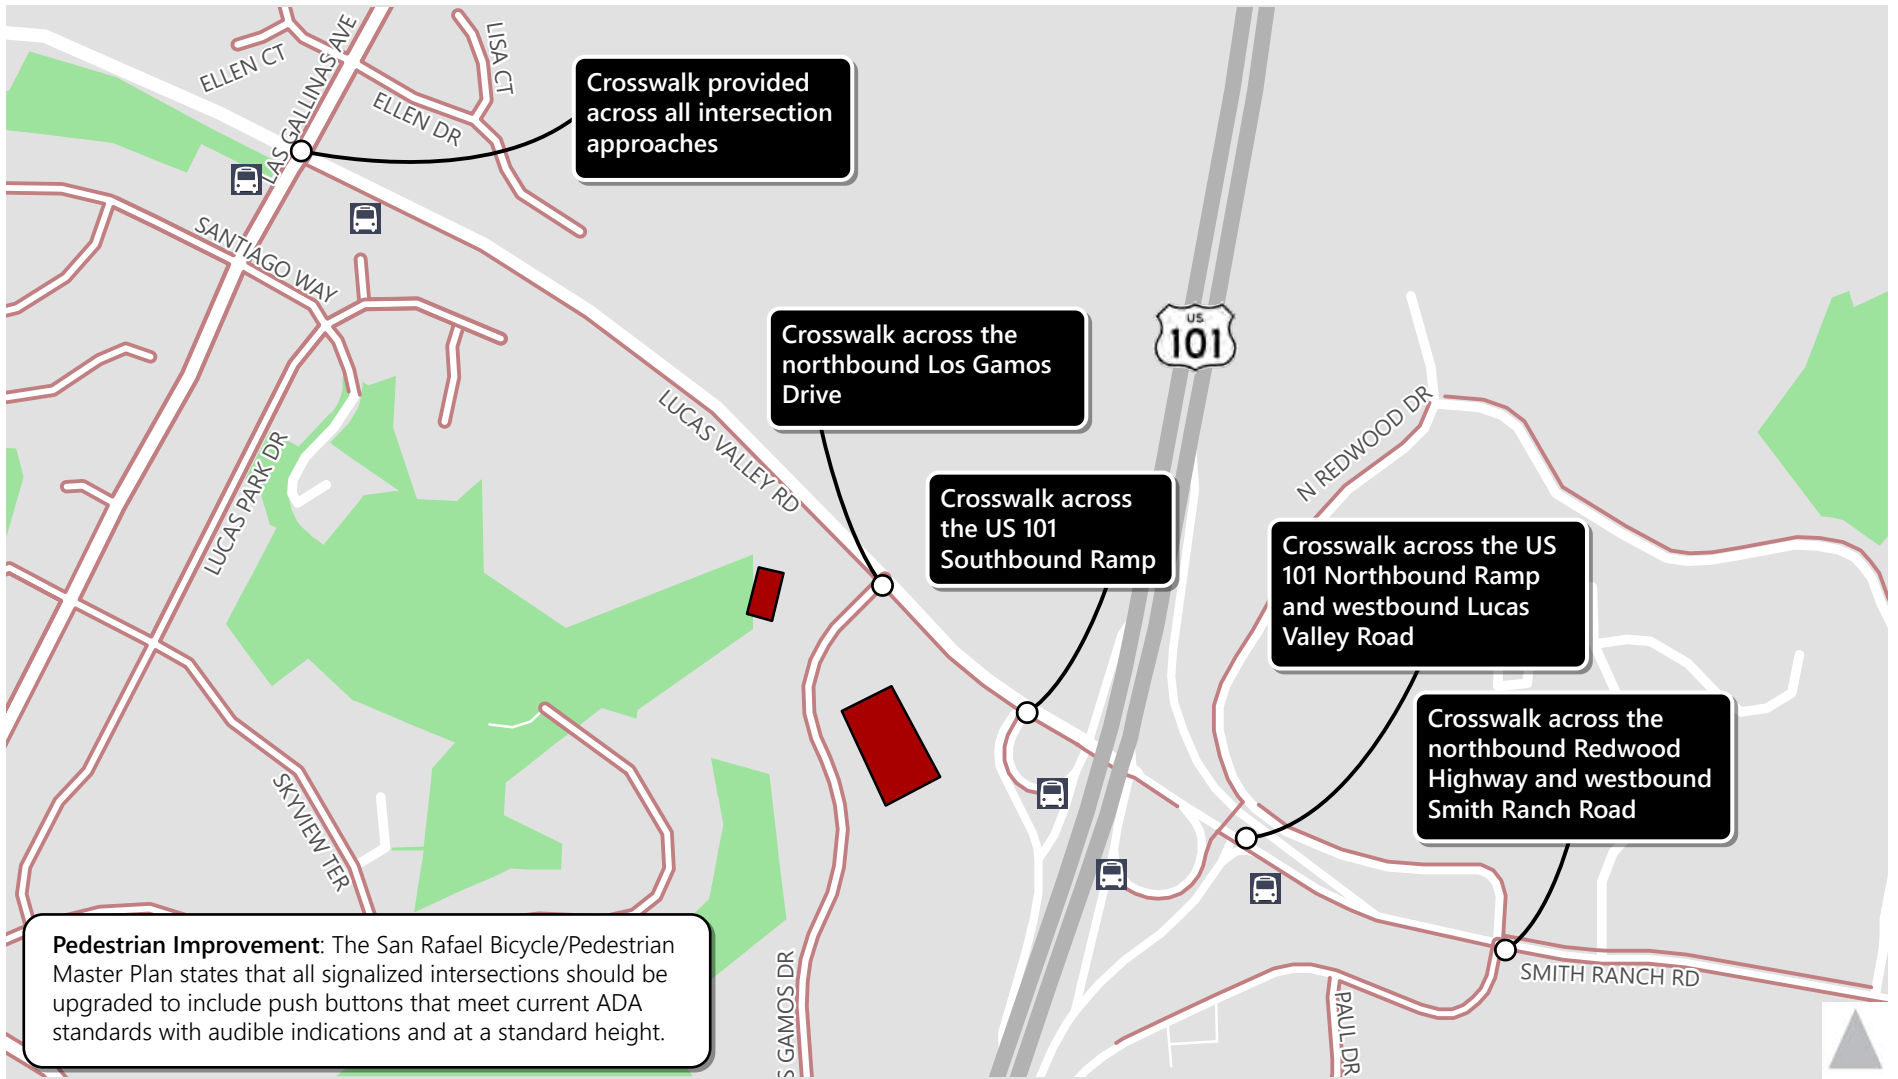 ELLEN CT
LAS GALLINAS AVE
LISA CT
ELLEN DR
Crosswalk provided
across all intersection
approaches
SANTIAGO WAY
Crosswalk across the
northbound Los Gamos
Drive
US
101
LUCAS VALLEY RD
N REDWOOD DR
LUCAS PARK DR
Crosswalk across
the US 101
Southbound Ramp
Crosswalk across the US
101 Northbound Ramp
and westbound Lucas
Valley Road
Crosswalk across the
northbound Redwood
Highway and westbound
Smith Ranch Road
SKYVIEW TER
Pedestrian Improvement: The San Rafael Bicycle/Pedestrian
Master Plan states that all signalized intersections should be
upgraded to include push buttons that meet current ADA
standards with audible indications and at a standard height.
S GAMOS DR
SMITH RANCH RD
PAUL DR